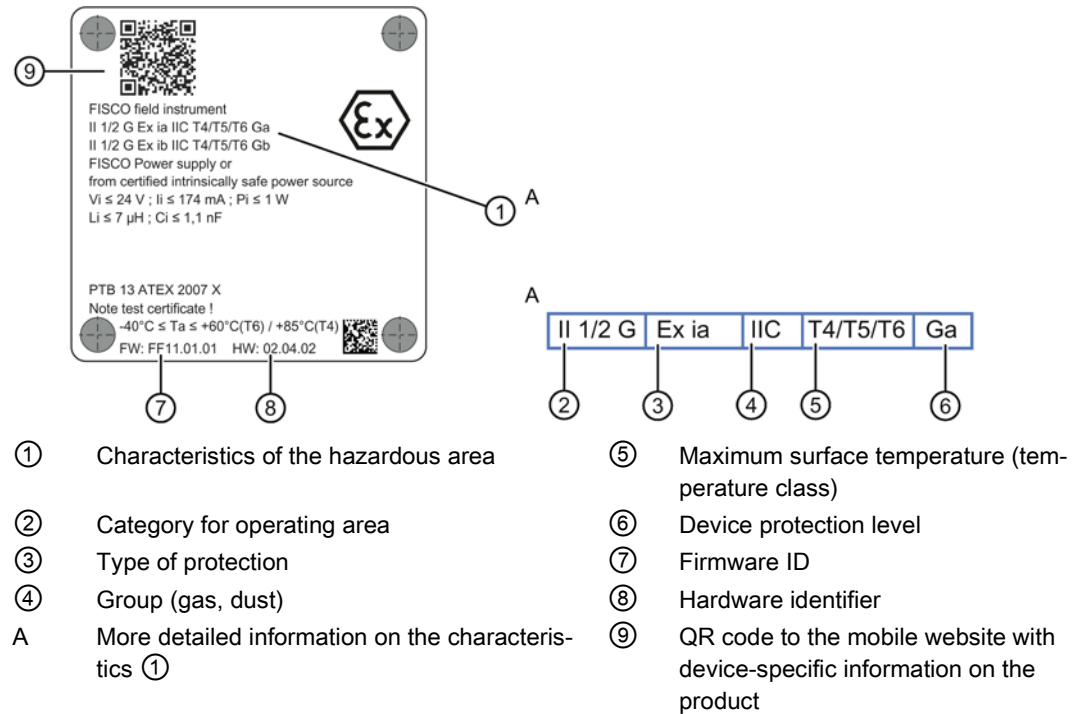 ⑨
FISCO field instrument
II 1/2 G Ex ia IIC T4/T5/T6 Ga
II 1/2 G Ex ib IIC T4/T5/T6 Gb
FISCO Power supply or
from certified intrinsically safe power source
Vi ≤ 24 V ; Ii ≤ 174 mA ; Pi ≤ 1 W
Li ≤ 7 µH ; Ci ≤ 1,1 nF
Ex
① A
PTB 13 ATEX 2007 X
Note test certificate !
-40°C ≤ Ta ≤ +60°C(T6) / +85°C(T4)
FW: FF11.01.01 HW: 02.04.02
⑦ ⑧
A
II 1/2 G Ex ia IIC T4/T5/T6 Ga
② ③ ④ ⑤ ⑥
① Characteristics of the hazardous area
⑤ Maximum surface temperature (tem-
perature class)
② Category for operating area
⑥ Device protection level
③ Type of protection
⑦ Firmware ID
④ Group (gas, dust)
⑧ Hardware identifier
A More detailed information on the characteris-
tics ①
⑨ QR code to the mobile website with
device-specific information on the
product